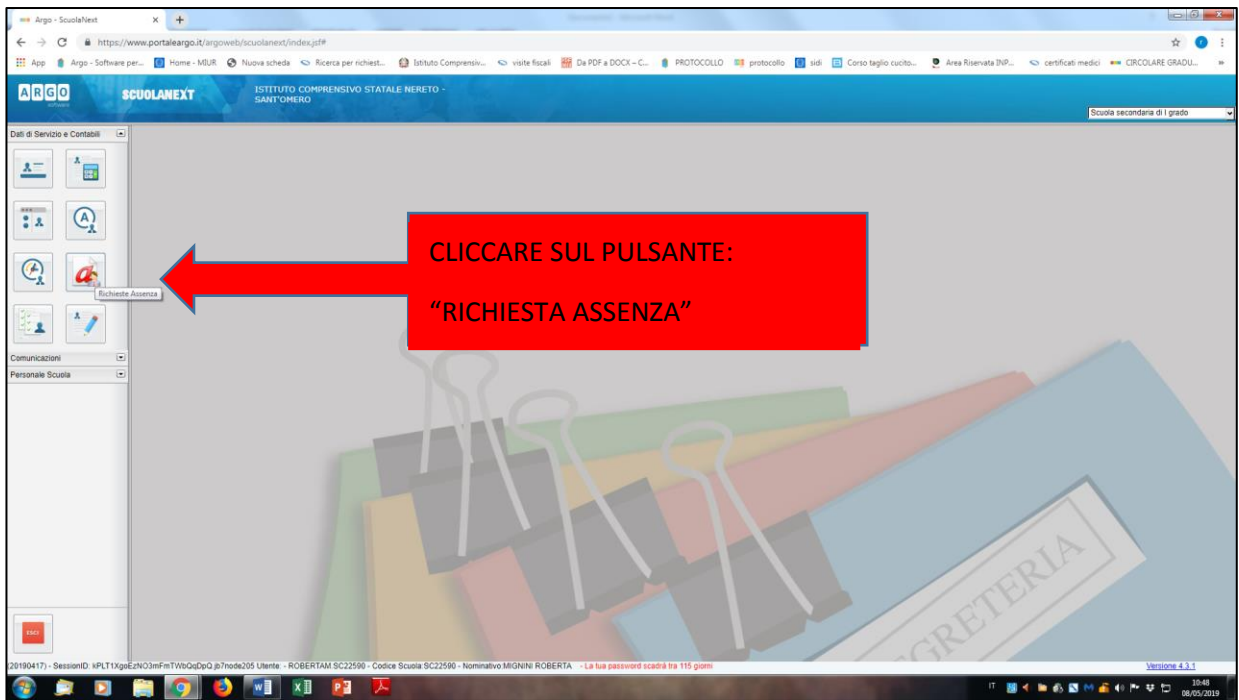 Argo - ScuolaNext
https://www.portaleargo.it/argoweb/scuolanext/index.jsf#
App Argo - Software per... Home - MIUR Nuova scheda Ricerca per richiest... Istituto Comprensiv... visite fiscali Da PDF a DOCX – C... PROTOCOLLO protocollo sidi Corso taglio cucito... Area Riservata INP... certificati medici CIRCOLARE GRADU...
ARGO software SCUOLANEXT ISTITUTO COMPRENSIVO STATALE NERETO -
SANT'OMERO
Scuola secondaria di I grado
Dati di Servizio e Contabili
CLICCARE SUL PULSANTE:
Richieste Assenza
“RICHIESTA ASSENZA”
Comunicazioni
Personale Scuola
SEGRETERIA
ESCI
(20190417) - SessionID: kPLT1XgoEzNO3mFmTWbQqDpQ.jb7node205 Utente: - ROBERTAM.SC22590 - Codice Scuola:SC22590 - Nominativo:MIGNINI ROBERTA - La tua password scadrà tra 115 giorni
Versione 4.3.1
IT
10:48
08/05/2019